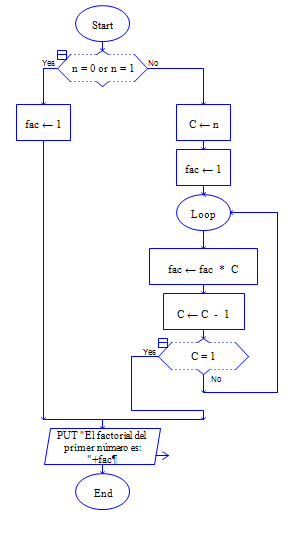 Start
Yes
n = 0 or n = 1
No
fac ← 1
C ← n
fac ← 1
Loop
fac ← fac * C
C ← C - 1
Yes
C = 1
No
PUT "El factorial del
primer número es:
"+fac¶
End